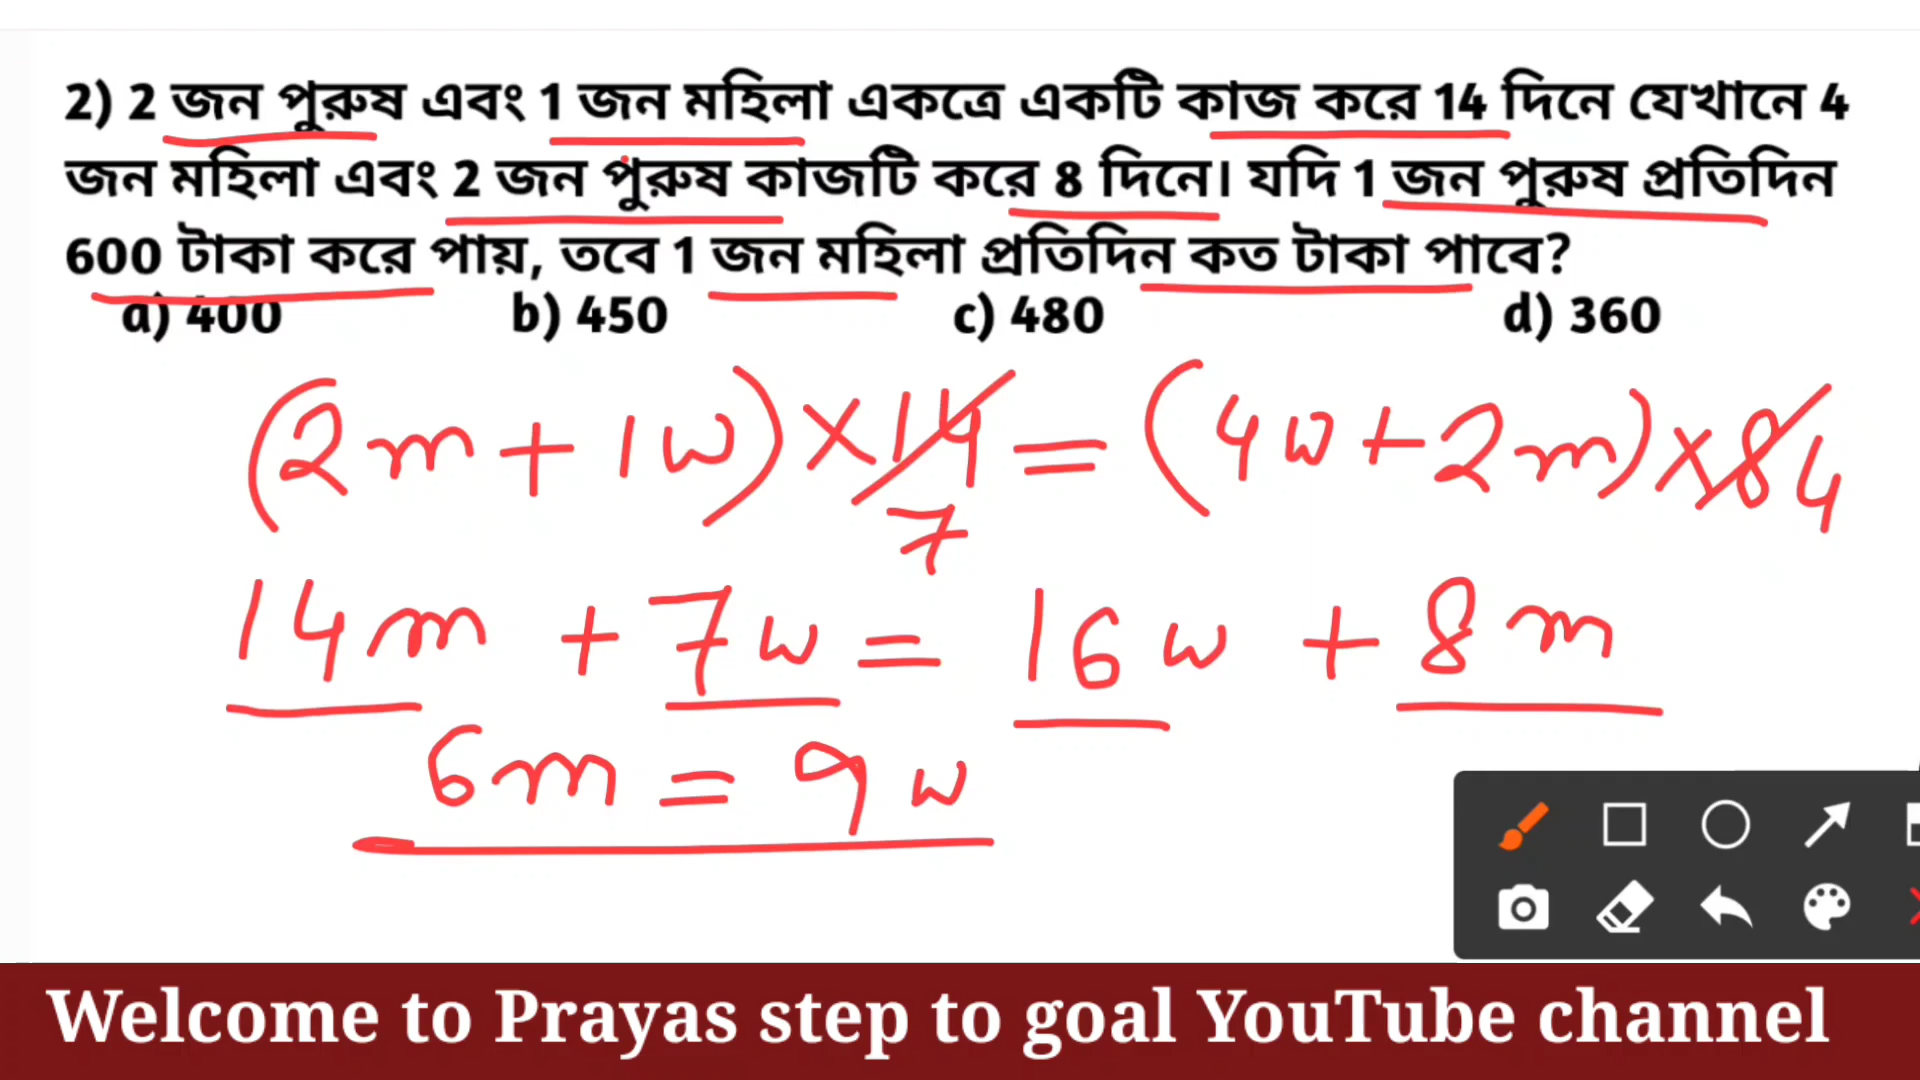 2) 2 জন পুরুষ এবং 1 জন মহিলা একত্রে একটি কাজ করে 14 দিনে যেখানে 4
জন মহিলা এবং 2 জন পুরুষ কাজটি করে 8 দিনে। যদি 1 জন পুরুষ প্রতিদিন
600 টাকা করে পায়, তবে 1 জন মহিলা প্রতিদিন কত টাকা পাবে?
a) 400 b) 450 c) 480 d) 360
(2m + 1w) × 14 = (4w + 2m) × 8 4
7
14m + 7w = 16w + 8m
6m = 9w
Welcome to Prayas step to goal YouTube channel